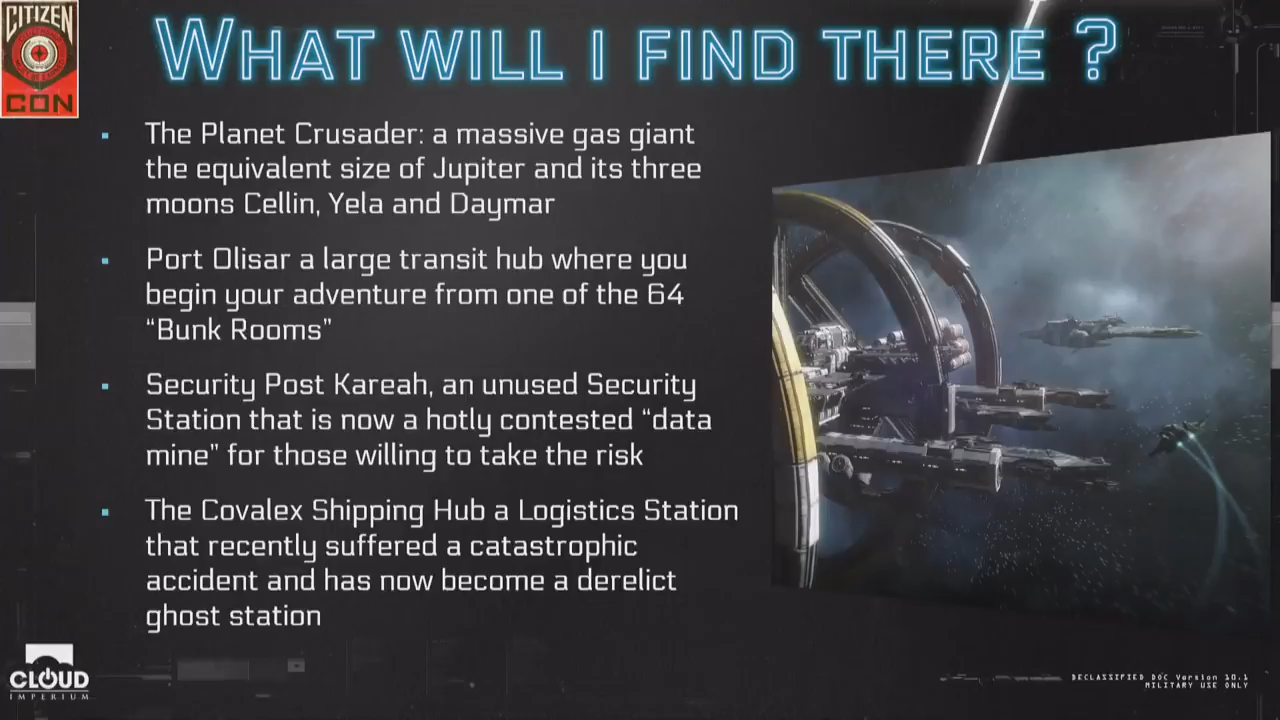 CITIZEN
CON
WHAT WILL I FIND THERE ?
The Planet Crusader: a massive gas giant
the equivalent size of Jupiter and its three
moons Cellin, Yela and Daymar
Port Olisar a large transit hub where you
begin your adventure from one of the 64
“Bunk Rooms”
Security Post Kareah, an unused Security
Station that is now a hotly contested “data
mine” for those willing to take the risk
The Covalex Shipping Hub a Logistics Station
that recently suffered a catastrophic
accident and has now become a derelict
ghost station
CLOUD
IMPERIUM
DECLASSIFIED DOC Version 10.1
MILITARY USE ONLY